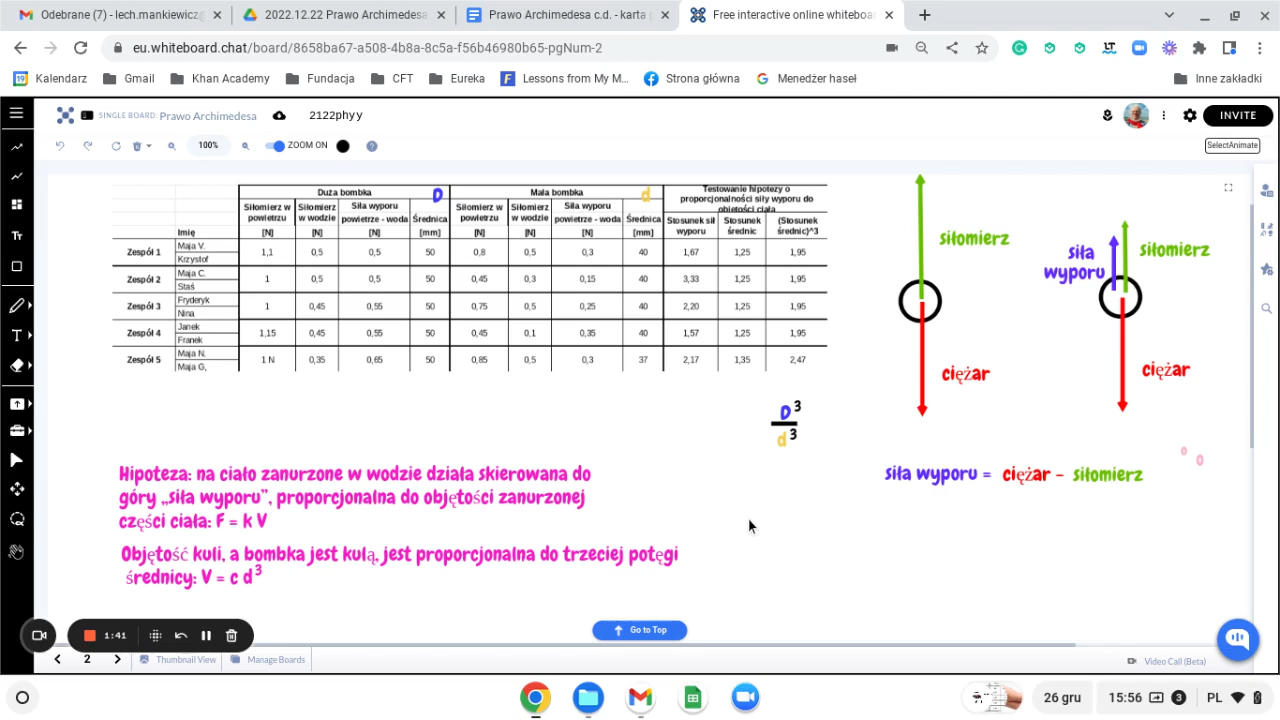 Odebrane (7) - lech.mankiewicz@
2022.12.22 Prawo Archimedesa
Prawo Archimedesa c.d. - karta p
Free interactive online whiteboar
eu.whiteboard.chat/board/8658ba67-a508-4b8a-8c5a-f56b46980b65-pgNum-2
Kalendarz Gmail Khan Academy Fundacja CFT Eureka Lessons from My M... Strona główna Menedżer haseł Inne zakładki
SINGLE BOARD: Prawo Archimedesa 2122phyy INVITE
100% ZOOM ON SelectAnimate
Duża bombka D Mała bombka d Testowanie hipotezy o proporcjonalności siły wyporu do objętości ciała
Siłomierz w powietrzu Siłomierz w wodzie Siła wyporu powietrze - woda Średnica Siłomierz w powietrzu Siłomierz w wodzie Siła wyporu powietrze - woda Średnica Stosunek sił wyporu Stosunek średnic (Stosunek średnic)^3
Imię [N] [N] [N] [mm] [N] [N] [N] [mm]
Zespół 1 Maja V. Krzysztof 1,1 0,5 0,5 50 0,8 0,5 0,3 40 1,67 1,25 1,95
Zespół 2 Maja C. Staś 1 0,5 0,5 50 0,45 0,3 0,15 40 3,33 1,25 1,95
Zespół 3 Fryderyk Nina 1 0,45 0,55 50 0,75 0,5 0,25 40 2,20 1,25 1,95
Zespół 4 Janek Franek 1,15 0,45 0,55 50 0,45 0,1 0,35 40 1,57 1,25 1,95
Zespół 5 Maja N. Maja G, 1 N 0,35 0,65 50 0,85 0,5 0,3 37 2,17 1,35 2,47
siłomierz
siła wyporu
siłomierz
ciężar
ciężar
D 3
d 3
siła wyporu = ciężar - siłomierz
Hipoteza: na ciało zanurzone w wodzie działa skierowana do
góry „siła wyporu”, proporcjonalna do objętości zanurzonej
części ciała: F = k V
Objętość kuli, a bombka jest kulą, jest proporcjonalna do trzeciej potęgi
średnicy: V = c d 3
1:41
Go to Top
2 Thumbnail View Manage Boards Video Call (Beta)
26 gru 15:56 3 PL